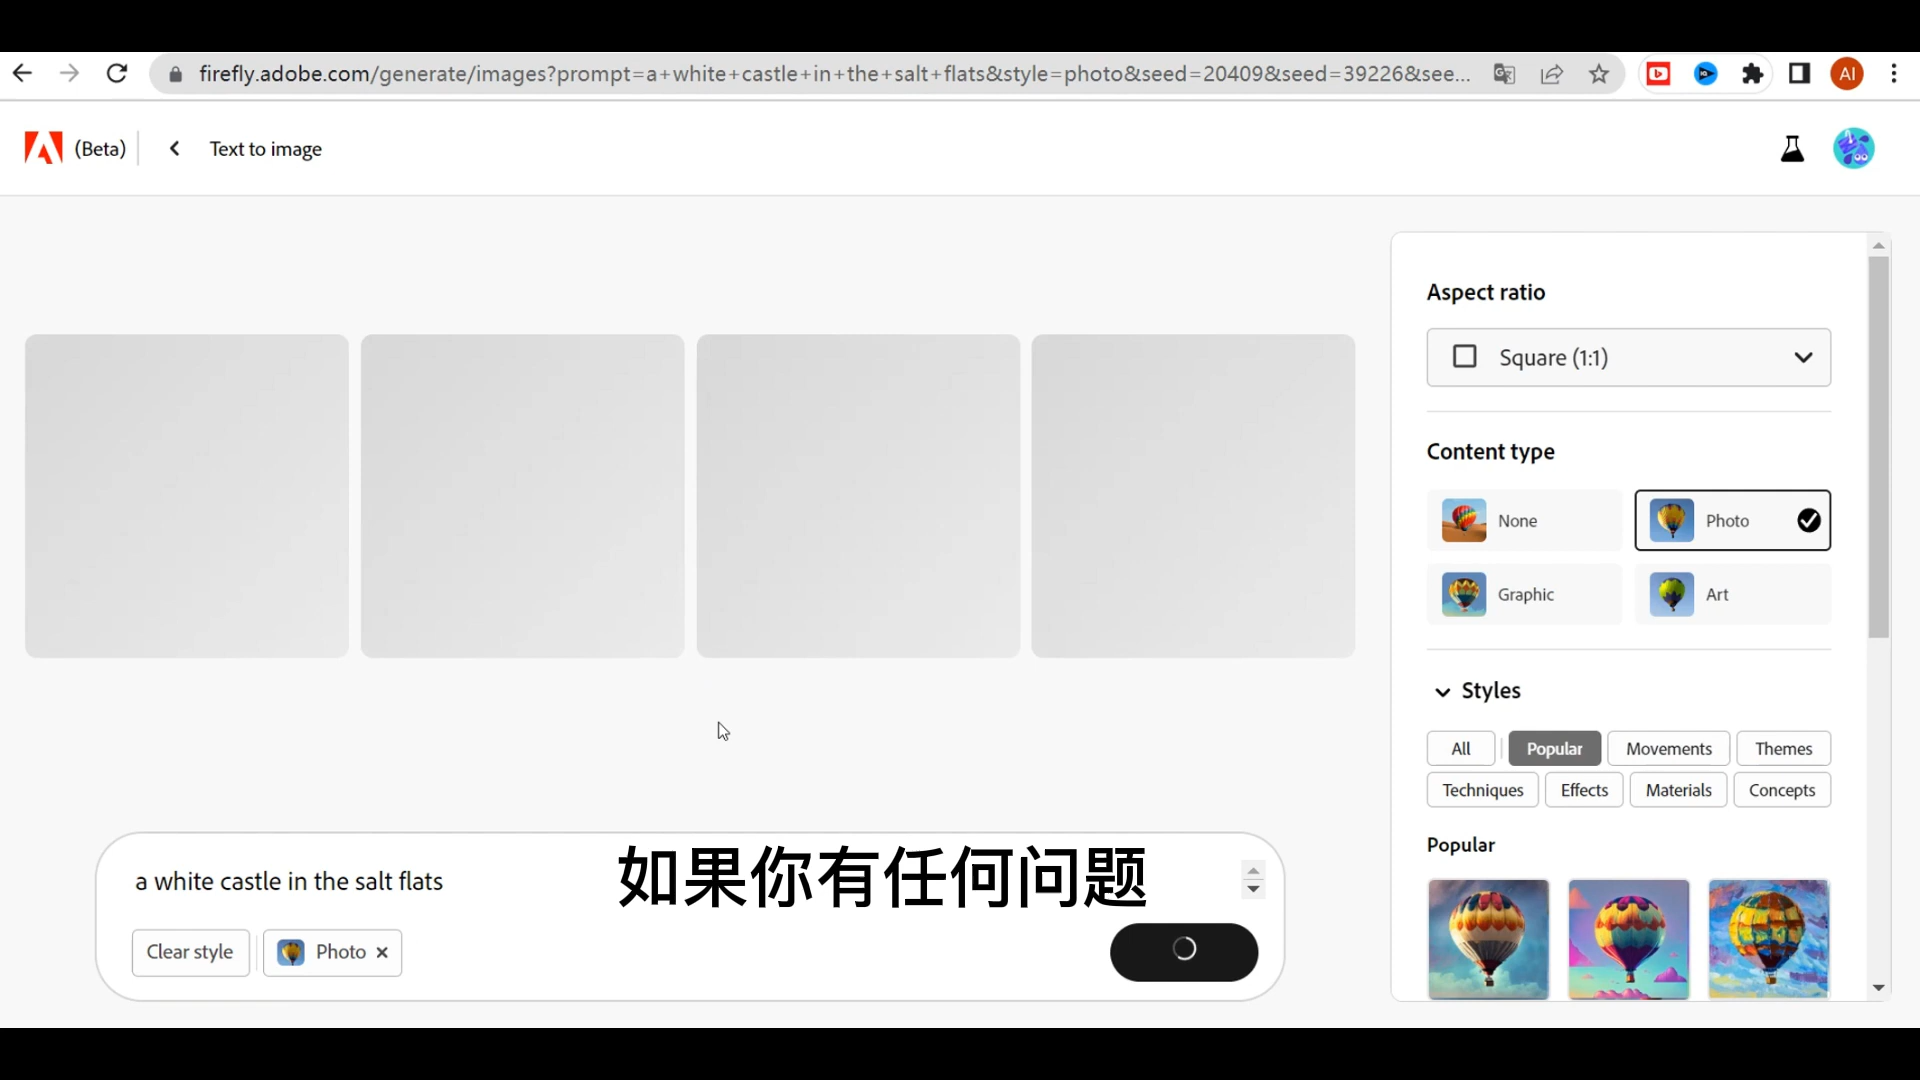 firefly.adobe.com/generate/images?prompt=a+white+castle+in+the+salt+flats&style=photo&seed=20409&seed=39226&see...
AI
(Beta)
Text to image
Aspect ratio
Square (1:1)
Content type
None
Photo
Graphic
Art
Styles
All
Popular
Movements
Themes
Techniques
Effects
Materials
Concepts
Popular
a white castle in the salt flats
如果你有任何问题
Clear style
Photo